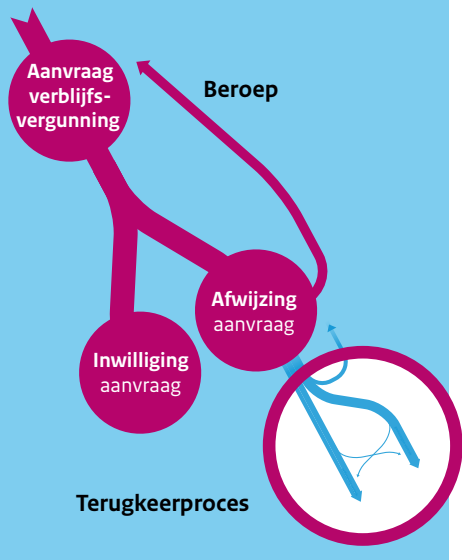 Aanvraag
verblijfs-
vergunning
Beroep
Afwijzing
aanvraag
Inwilliging
aanvraag
Terugkeerproces